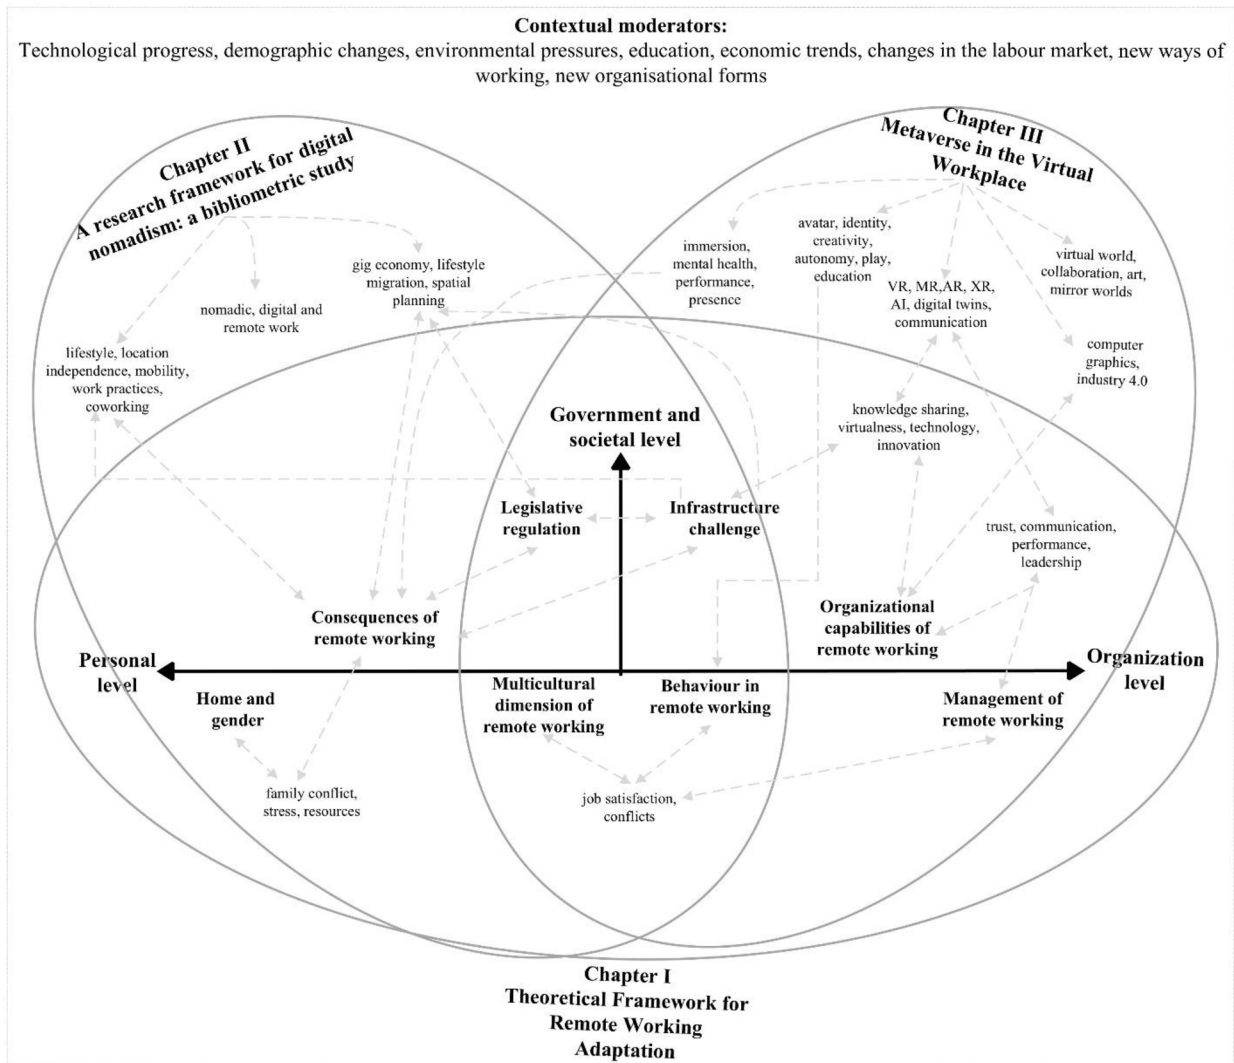 Contextual moderators:
Technological progress, demographic changes, environmental pressures, education, economic trends, changes in the labour market, new ways of
working, new organisational forms
Chapter II
A research framework for digital
nomadism: a bibliometric study
Chapter III
Metaverse in the Virtual
Workplace
gig economy, lifestyle
migration, spatial
planning
nomadic, digital and
remote work
lifestyle, location
independence, mobility,
work practices,
coworking
immersion,
mental health,
performance,
presence
avatar, identity,
creativity,
autonomy, play,
education
VR, MR,AR, XR,
AI, digital twins,
communication
virtual world,
collaboration, art,
mirror worlds
computer
graphics,
industry 4.0
knowledge sharing,
virtualness, technology,
innovation
trust, communication,
performance,
leadership
Government and
societal level
Legislative
regulation
Infrastructure
challenge
Consequences of
remote working
Organizational
capabilities of
remote working
Personal
level
Organization
level
Home and
gender
Multicultural
dimension of
remote working
Behaviour in
remote working
Management of
remote working
family conflict,
stress, resources
job satisfaction,
conflicts
Chapter I
Theoretical Framework for
Remote Working
Adaptation